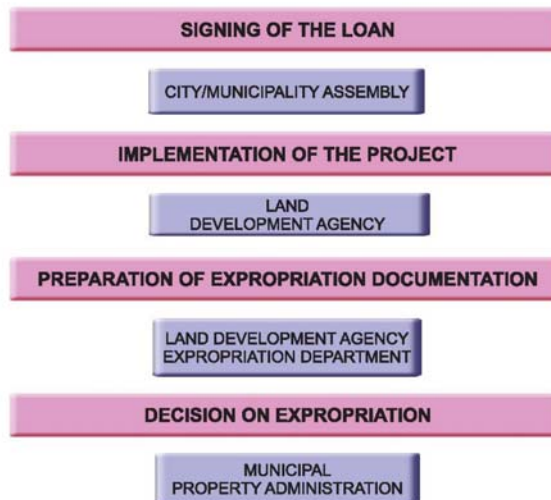 SIGNING OF THE LOAN
CITY/MUNICIPALITY ASSEMBLY
IMPLEMENTATION OF THE PROJECT
LAND
DEVELOPMENT AGENCY
PREPARATION OF EXPROPRIATION DOCUMENTATION
LAND DEVELOPMENT AGENCY
EXPROPRIATION DEPARTMENT
DECISION ON EXPROPRIATION
MUNICIPAL
PROPERTY ADMINISTRATION